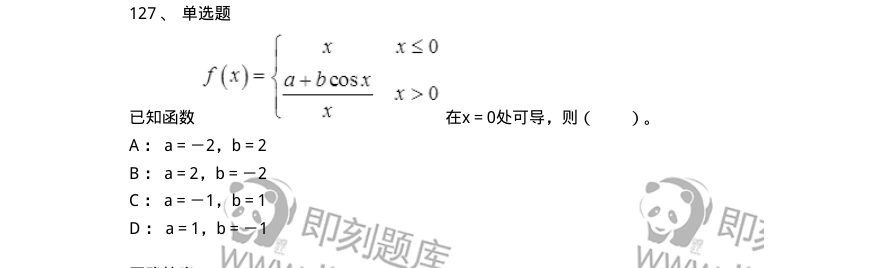 127、 单选题
已知函数 f(x)= { x x ≤ 0
a + b cos x / x x > 0 在x = 0处可导，则（ ）。
A： a = －2，b = 2
B： a = 2，b = －2
C： a = －1，b = 1
D： a = 1，b = －1
即刻题库
即刻